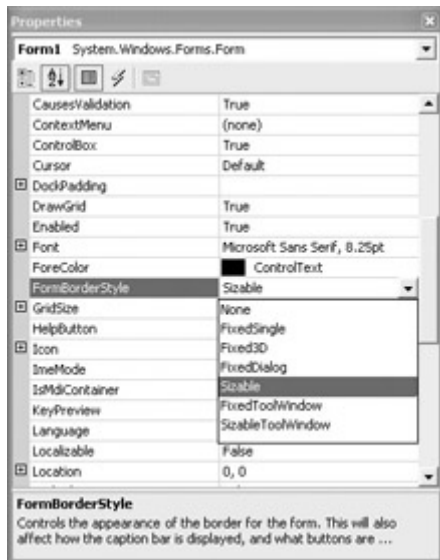 Properties
Form1 System.Windows.Forms.Form
CausesValidation True
ContextMenu (none)
ControlBox True
Cursor Default
DockPadding
DrawGrid True
Enabled True
Font Microsoft Sans Serif, 8.25pt
ForeColor ControlText
FormBorderStyle Sizable
GridSize None
HelpButton FixedSingle
Icon Fixed3D
ImeMode FixedDialog
IsMdiContainer Sizable
KeyPreview FixedToolWindow
Language SizableToolWindow
Localizable False
Location 0, 0
FormBorderStyle
Controls the appearance of the border for the form. This will also
affect how the caption bar is displayed, and what buttons are ...